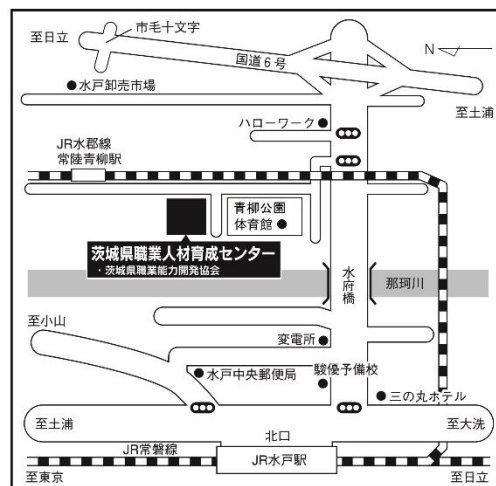 市毛十文字
至日立
国道6号
N
水戸卸売市場
至土浦
ハローワーク
JR水郡線
常陸青柳駅
青柳公園
体育館
茨城県職業人材育成センター
・茨城県職業能力開発協会
水府橋
那珂川
至小山
変電所
水戸中央郵便局
駿優予備校
三の丸ホテル
至土浦
北口
至大洗
JR常磐線
JR水戸駅
至東京
至日立